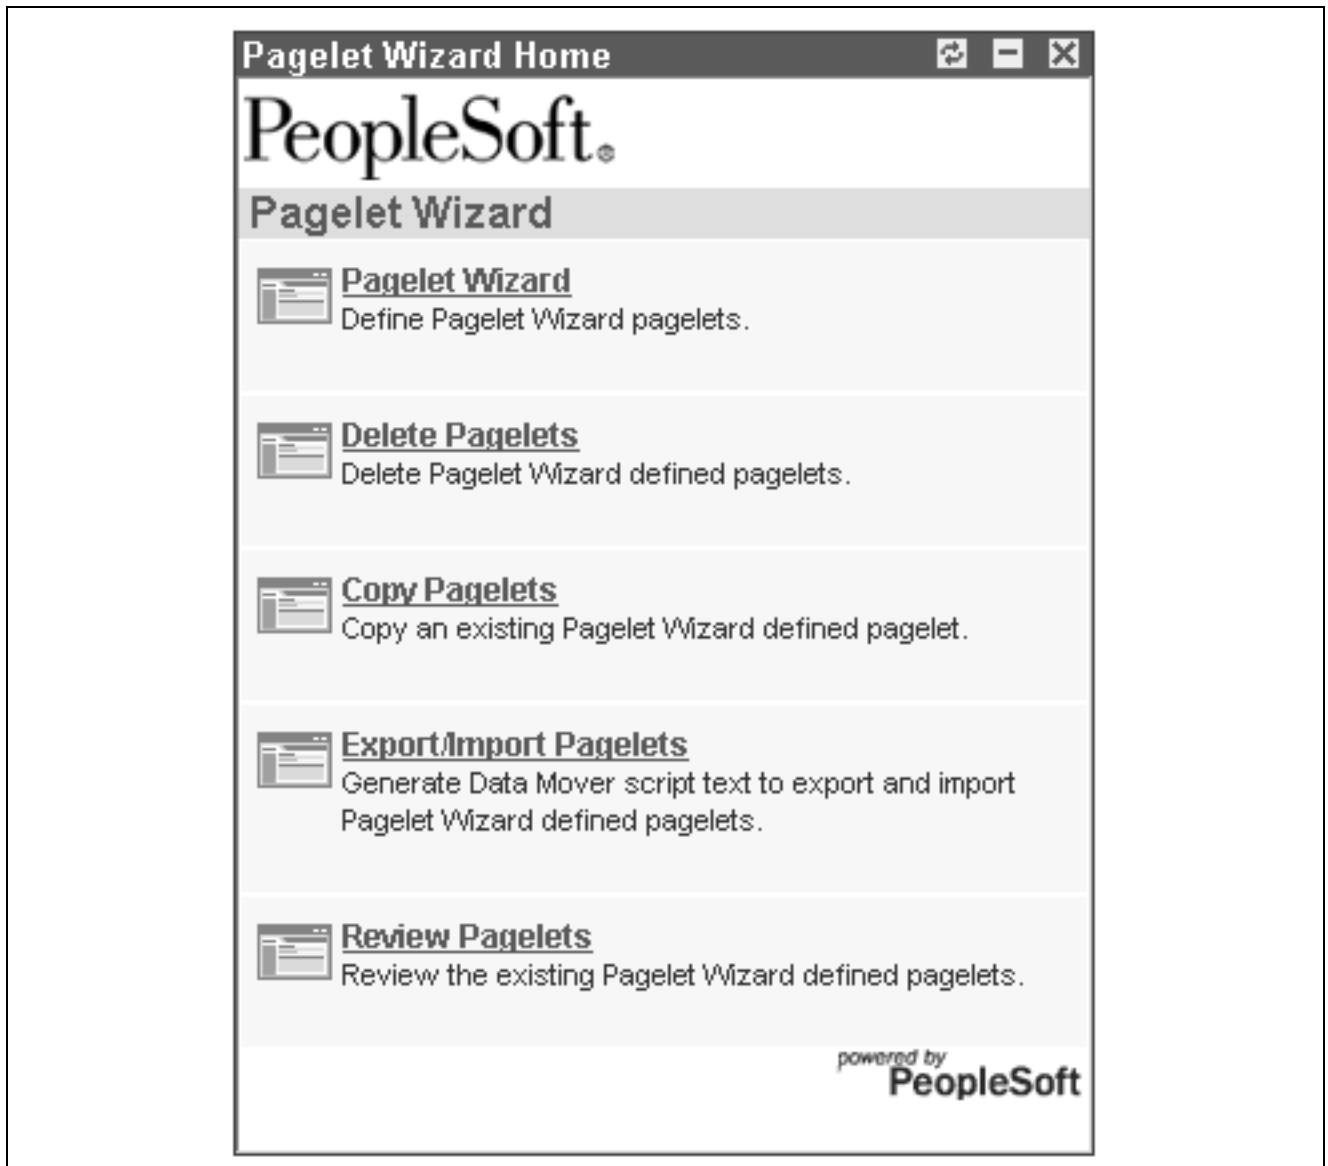 Pagelet Wizard Home
PeopleSoft®
Pagelet Wizard
Pagelet Wizard
Define Pagelet Wizard pagelets.
Delete Pagelets
Delete Pagelet Wizard defined pagelets.
Copy Pagelets
Copy an existing Pagelet Wizard defined pagelet.
Export/Import Pagelets
Generate Data Mover script text to export and import
Pagelet Wizard defined pagelets.
Review Pagelets
Review the existing Pagelet Wizard defined pagelets.
powered by
PeopleSoft